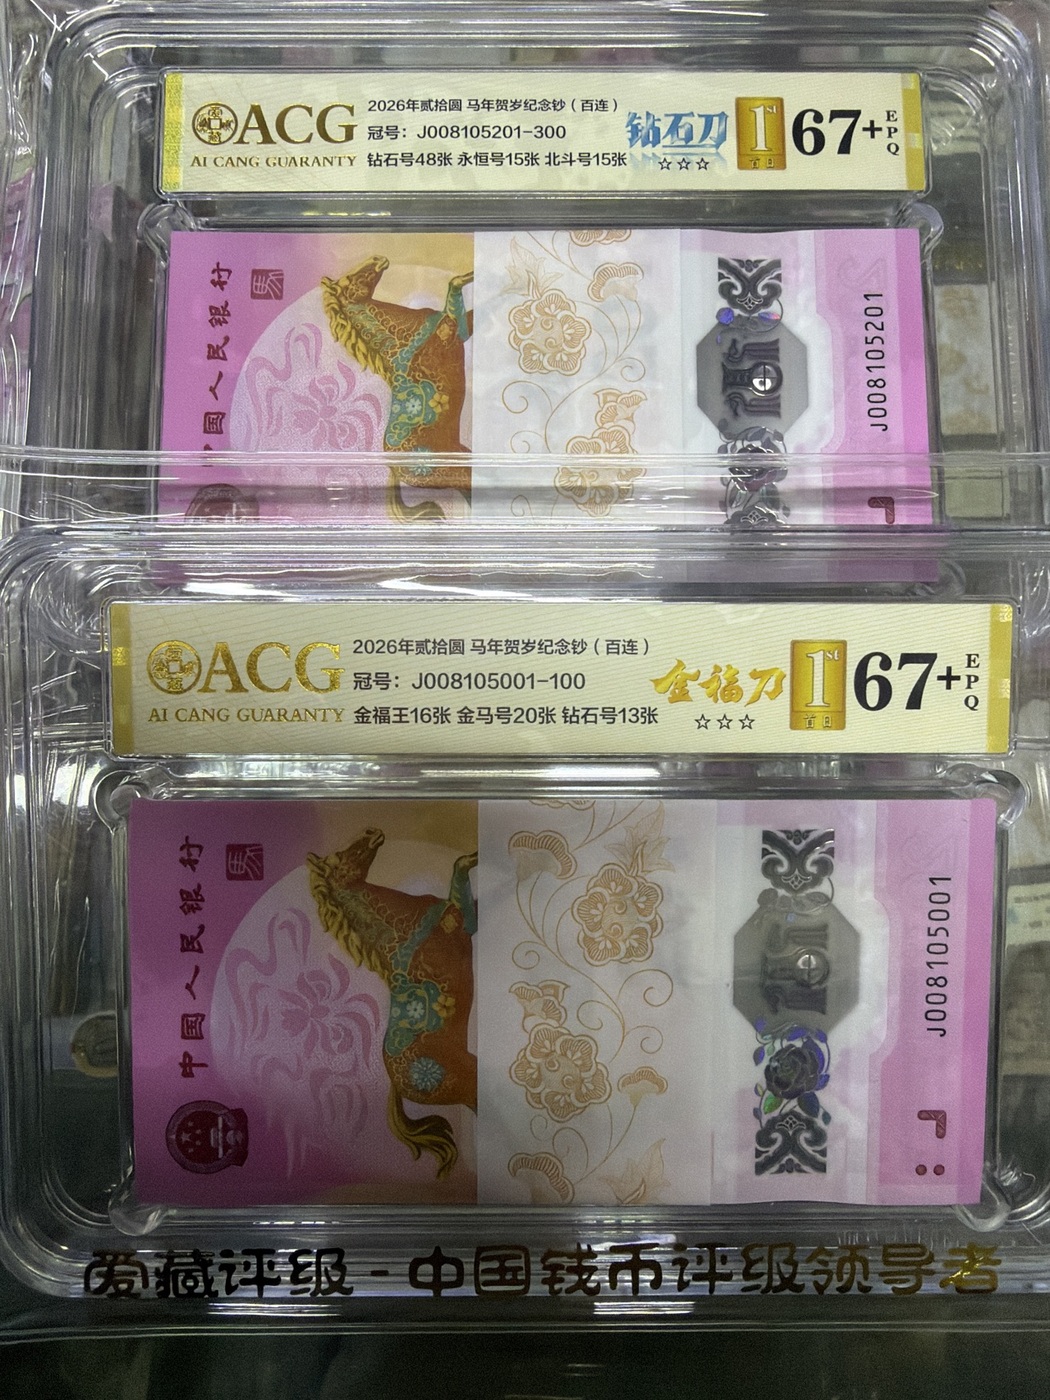 ACG
AI CANG GUARANTY
2026年贰拾圆 马年贺岁纪念钞（百连）
冠号：J008105201-300
钻石号48张 永恒号15张 北斗号15张
钻石刀
☆☆☆
1st
首日
67+
EPQ
中国人民银行
J008105201
ACG
AI CANG GUARANTY
2026年贰拾圆 马年贺岁纪念钞（百连）
冠号：J008105001-100
金福王16张 金马号20张 钻石号13张
金福刀
☆☆☆
1st
首日
67+
EPQ
中国人民银行
J008105001
爱藏评级-中国钱币评级领导者